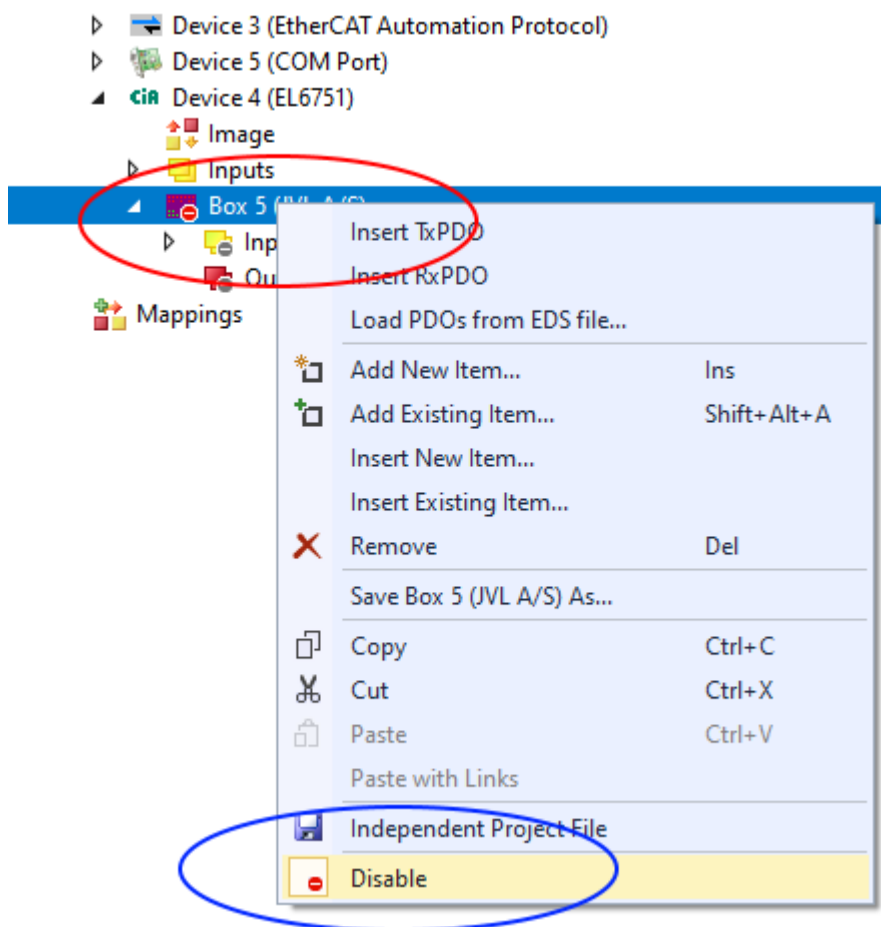 Device 3 (EtherCAT Automation Protocol)
Device 5 (COM Port)
CiA Device 4 (EL6751)
Image
Inputs
Box 5 (JVL A/S)
Inp
Ou
Mappings
Insert TxPDO
Insert RxPDO
Load PDOs from EDS file...
Add New Item... Ins
Add Existing Item... Shift+Alt+A
Insert New Item...
Insert Existing Item...
Remove Del
Save Box 5 (JVL A/S) As...
Copy Ctrl+C
Cut Ctrl+X
Paste Ctrl+V
Paste with Links
Independent Project File
Disable